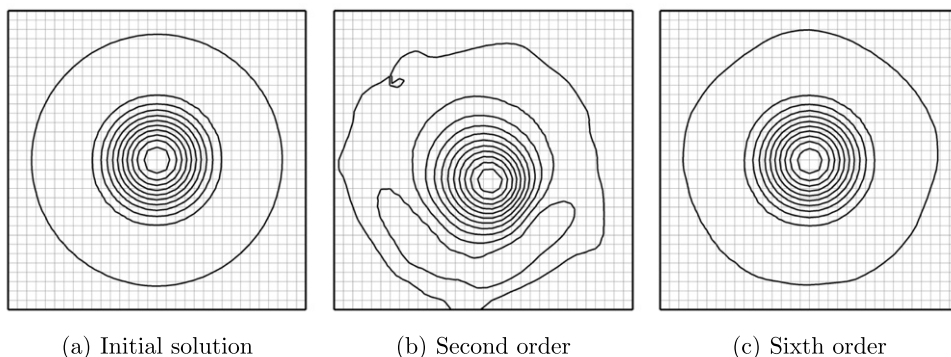 (a) Initial solution
(b) Second order
(c) Sixth order